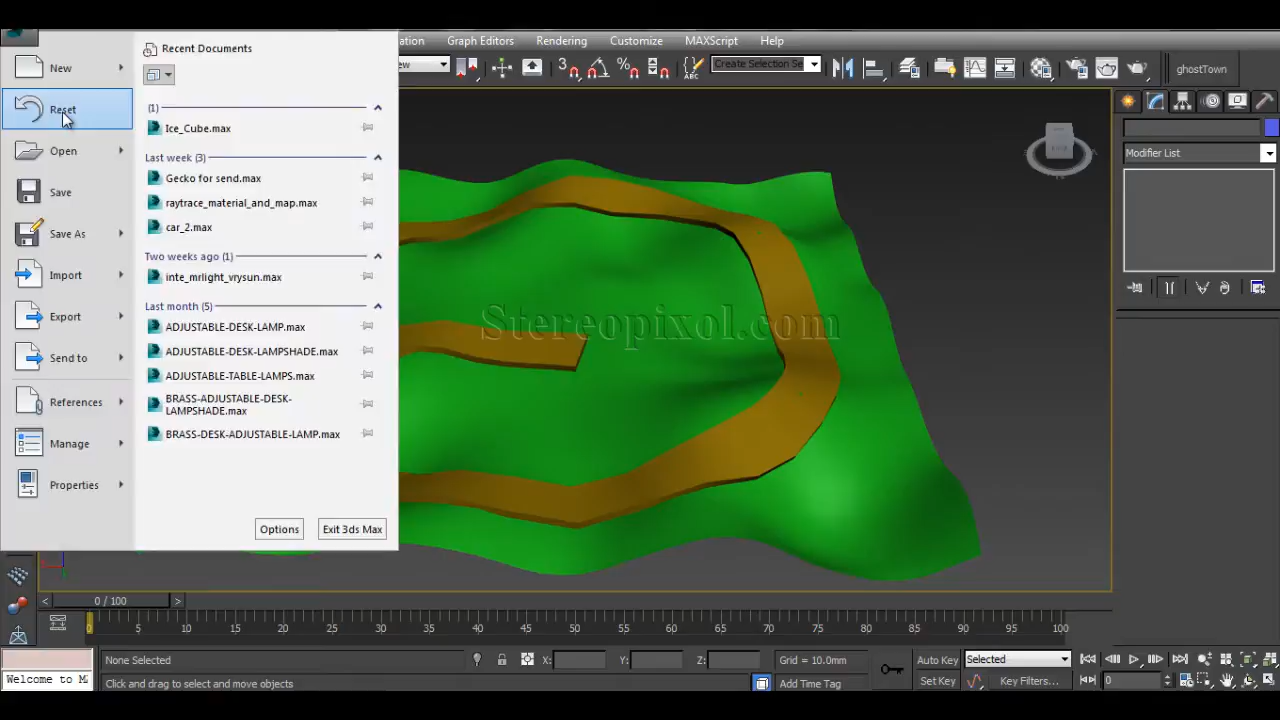 ation Graph Editors Rendering Customize MAXScript Help
ew Create Selection Se ghostTown
New
Reset
Open
Save
Save As
Import
Export
Send to
References
Manage
Properties
Recent Documents
(1)
Ice_Cube.max
Last week (3)
Gecko for send.max
raytrace_material_and_map.max
car_2.max
Two weeks ago (1)
inte_mrlight_vrysun.max
Last month (5)
ADJUSTABLE-DESK-LAMP.max
ADJUSTABLE-DESK-LAMPSHADE.max
ADJUSTABLE-TABLE-LAMPS.max
BRASS-ADJUSTABLE-DESK-
LAMPSHADE.max
BRASS-DESK-ADJUSTABLE-LAMP.max
Options Exit 3ds Max
Stereopixol.com
Modifier List
< 0 / 100 >
0 5 10 15 20 25 30 35 40 45 50 55 60 65 70 75 80 85 90 95 100
None Selected X: Y: Z: Grid = 10.0mm Auto Key Selected
Welcome to M Click and drag to select and move objects Add Time Tag Set Key Key Filters... 0